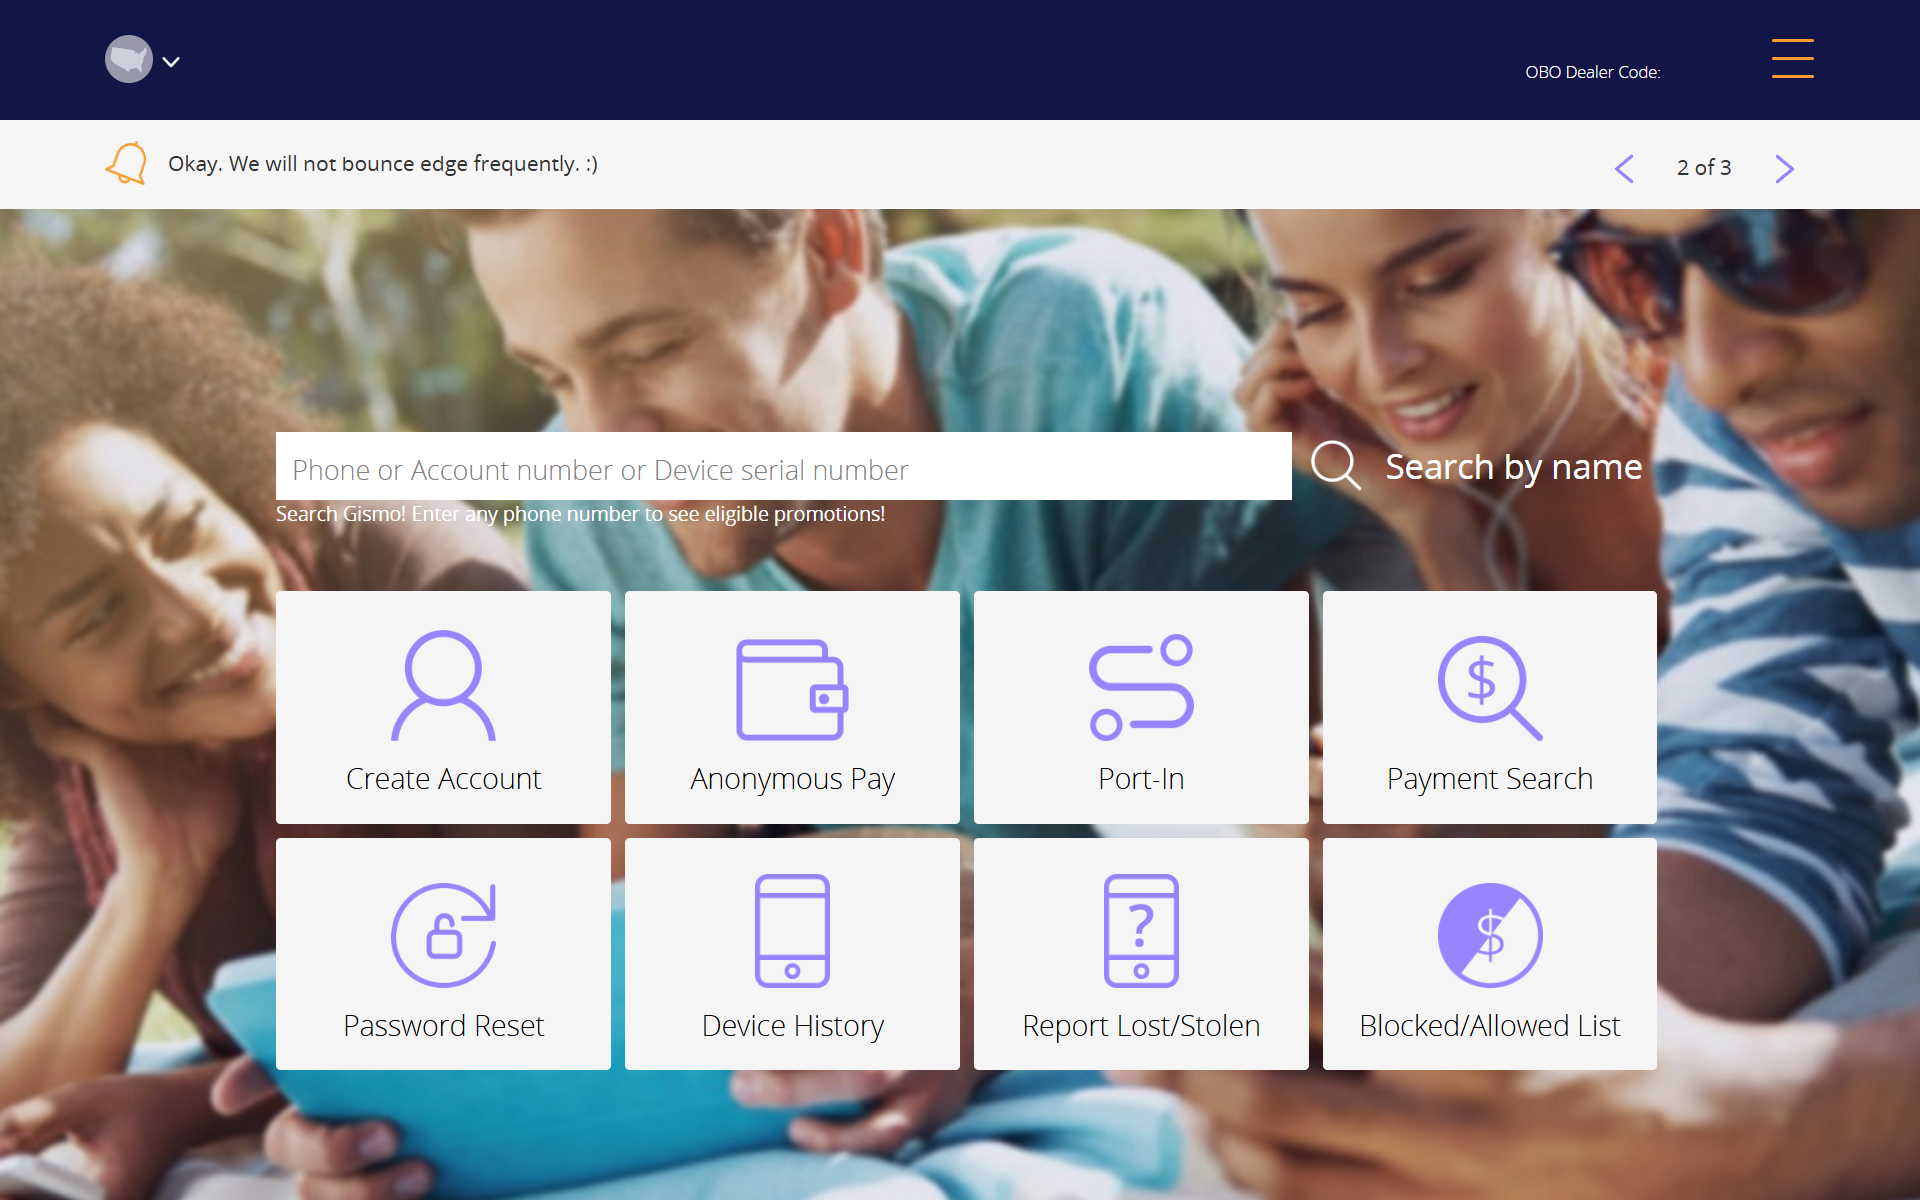 OBO Dealer Code:
Okay. We will not bounce edge frequently. :)
2 of 3
Phone or Account number or Device serial number
Search by name
Search Gismo! Enter any phone number to see eligible promotions!
Create Account
Anonymous Pay
Port-In
Payment Search
Password Reset
Device History
Report Lost/Stolen
Blocked/Allowed List